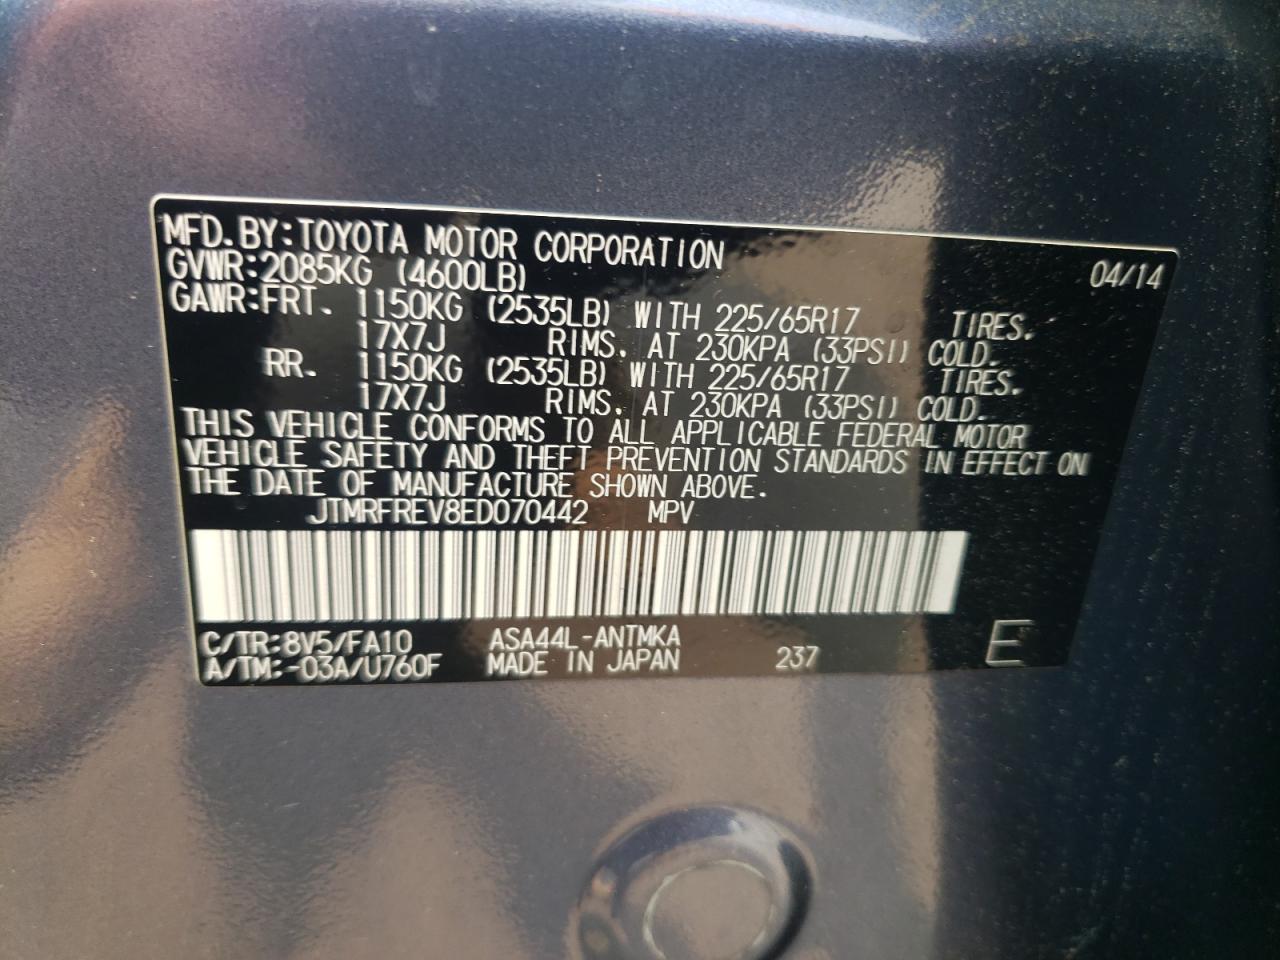 MFD. BY: TOYOTA MOTOR CORPORATION 04/14
GVWR: 2085KG (4600LB)
GAWR: FRT. 1150KG (2535LB) WITH 225/65R17 TIRES.
17X7J RIMS, AT 230KPA (33PSI) COLD.
RR. 1150KG (2535LB) WITH 225/65R17 TIRES.
17X7J RIMS, AT 230KPA (33PSI) COLD.
THIS VEHICLE CONFORMS TO ALL APPLICABLE FEDERAL MOTOR
VEHICLE SAFETY AND THEFT PREVENTION STANDARDS IN EFFECT ON
THE DATE OF MANUFACTURE SHOWN ABOVE.
JTMRFREV8ED070442 MPV
C/TR: 8V5/FA10 ASA44L-ANTMKA
A/TM: -03A/U760F MADE IN JAPAN 237 E